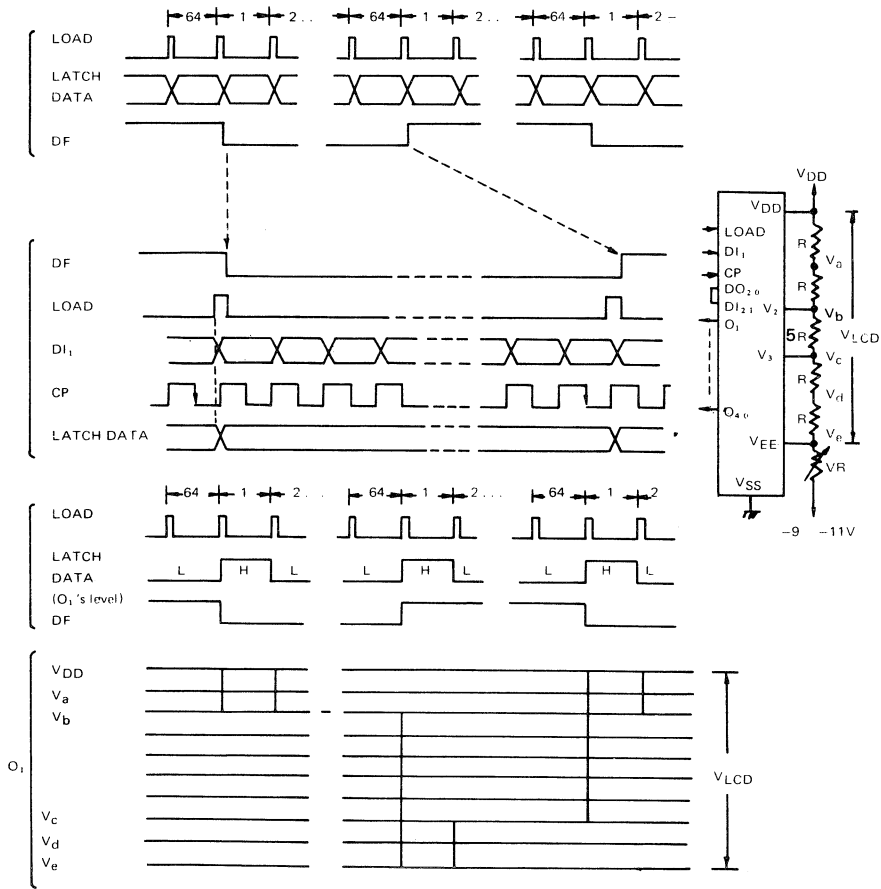 64 1 2.. 64 1 2.. 64 1 2 –
LOAD
LATCH
DATA
DF
DF
LOAD
DI₁
CP
LATCH DATA
VDD
VDD
LOAD
DI₁
CP
DO₂₀
DI₂₁
O₁
O₄₀
V₂
V₃
VEE
VSS
R
Va
R
Vb
5R
VLCD
Vc
R
Vd
R
Ve
VR
–9 –11V
64 1 2... 64 1 2... 64 1 2
LOAD
LATCH
DATA
L H L L H L L H L
(O₁'s level)
DF
VDD
Va
Vb
O₁
VLCD
Vc
Vd
Ve